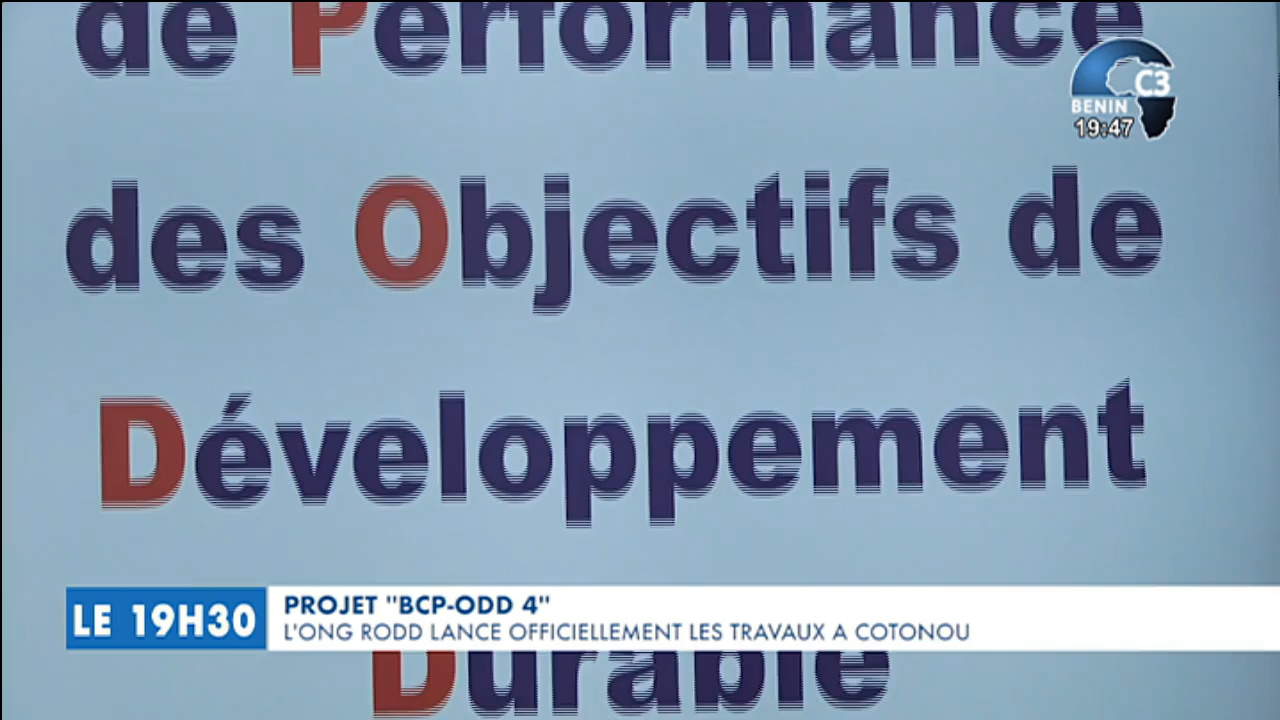 de Performance
C3
BENIN
19:47
des Objectifs de
Développement
LE 19H30
PROJET "BCP-ODD 4"
L'ONG RODD LANCE OFFICIELLEMENT LES TRAVAUX A COTONOU
Durable